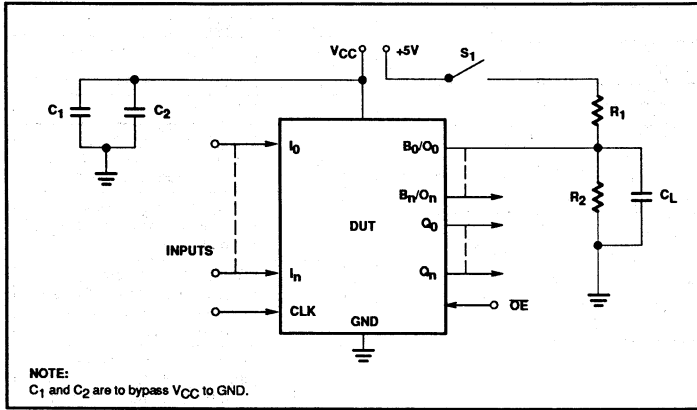 VCC +5V S1
C1 C2 R1
I0 B0/O0
Bn/On R2 CL
DUT Q0
INPUTS
In Qn
CLK OE
GND
NOTE:
C1 and C2 are to bypass VCC to GND.